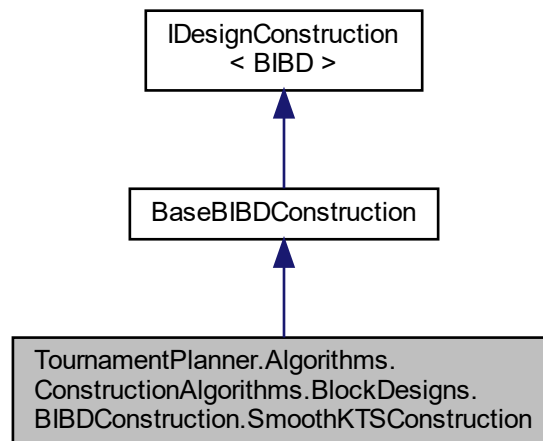 IDesignConstruction
< BIBD >
BaseBIBDConstruction
TournamentPlanner.Algorithms.
ConstructionAlgorithms.BlockDesigns.
BIBDConstruction.SmoothKTSConstruction